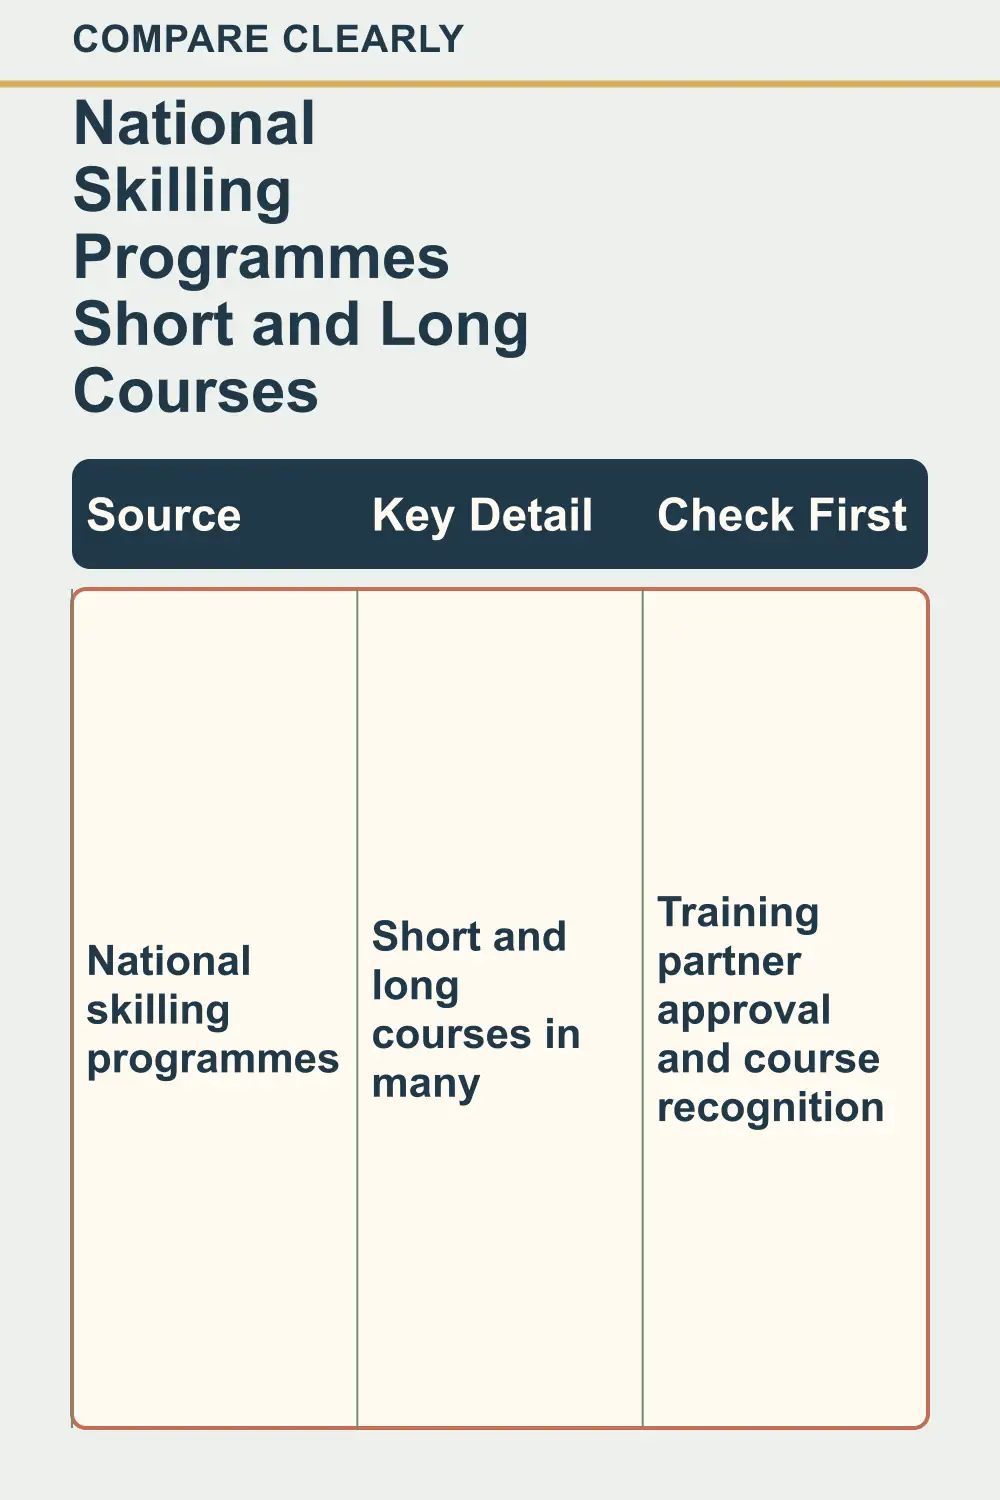 COMPARE CLEARLY
National
Skilling
Programmes
Short and Long
Courses
Source Key Detail Check First
National
skilling
programmes
Short and
long
courses in
many
Training
partner
approval
and course
recognition